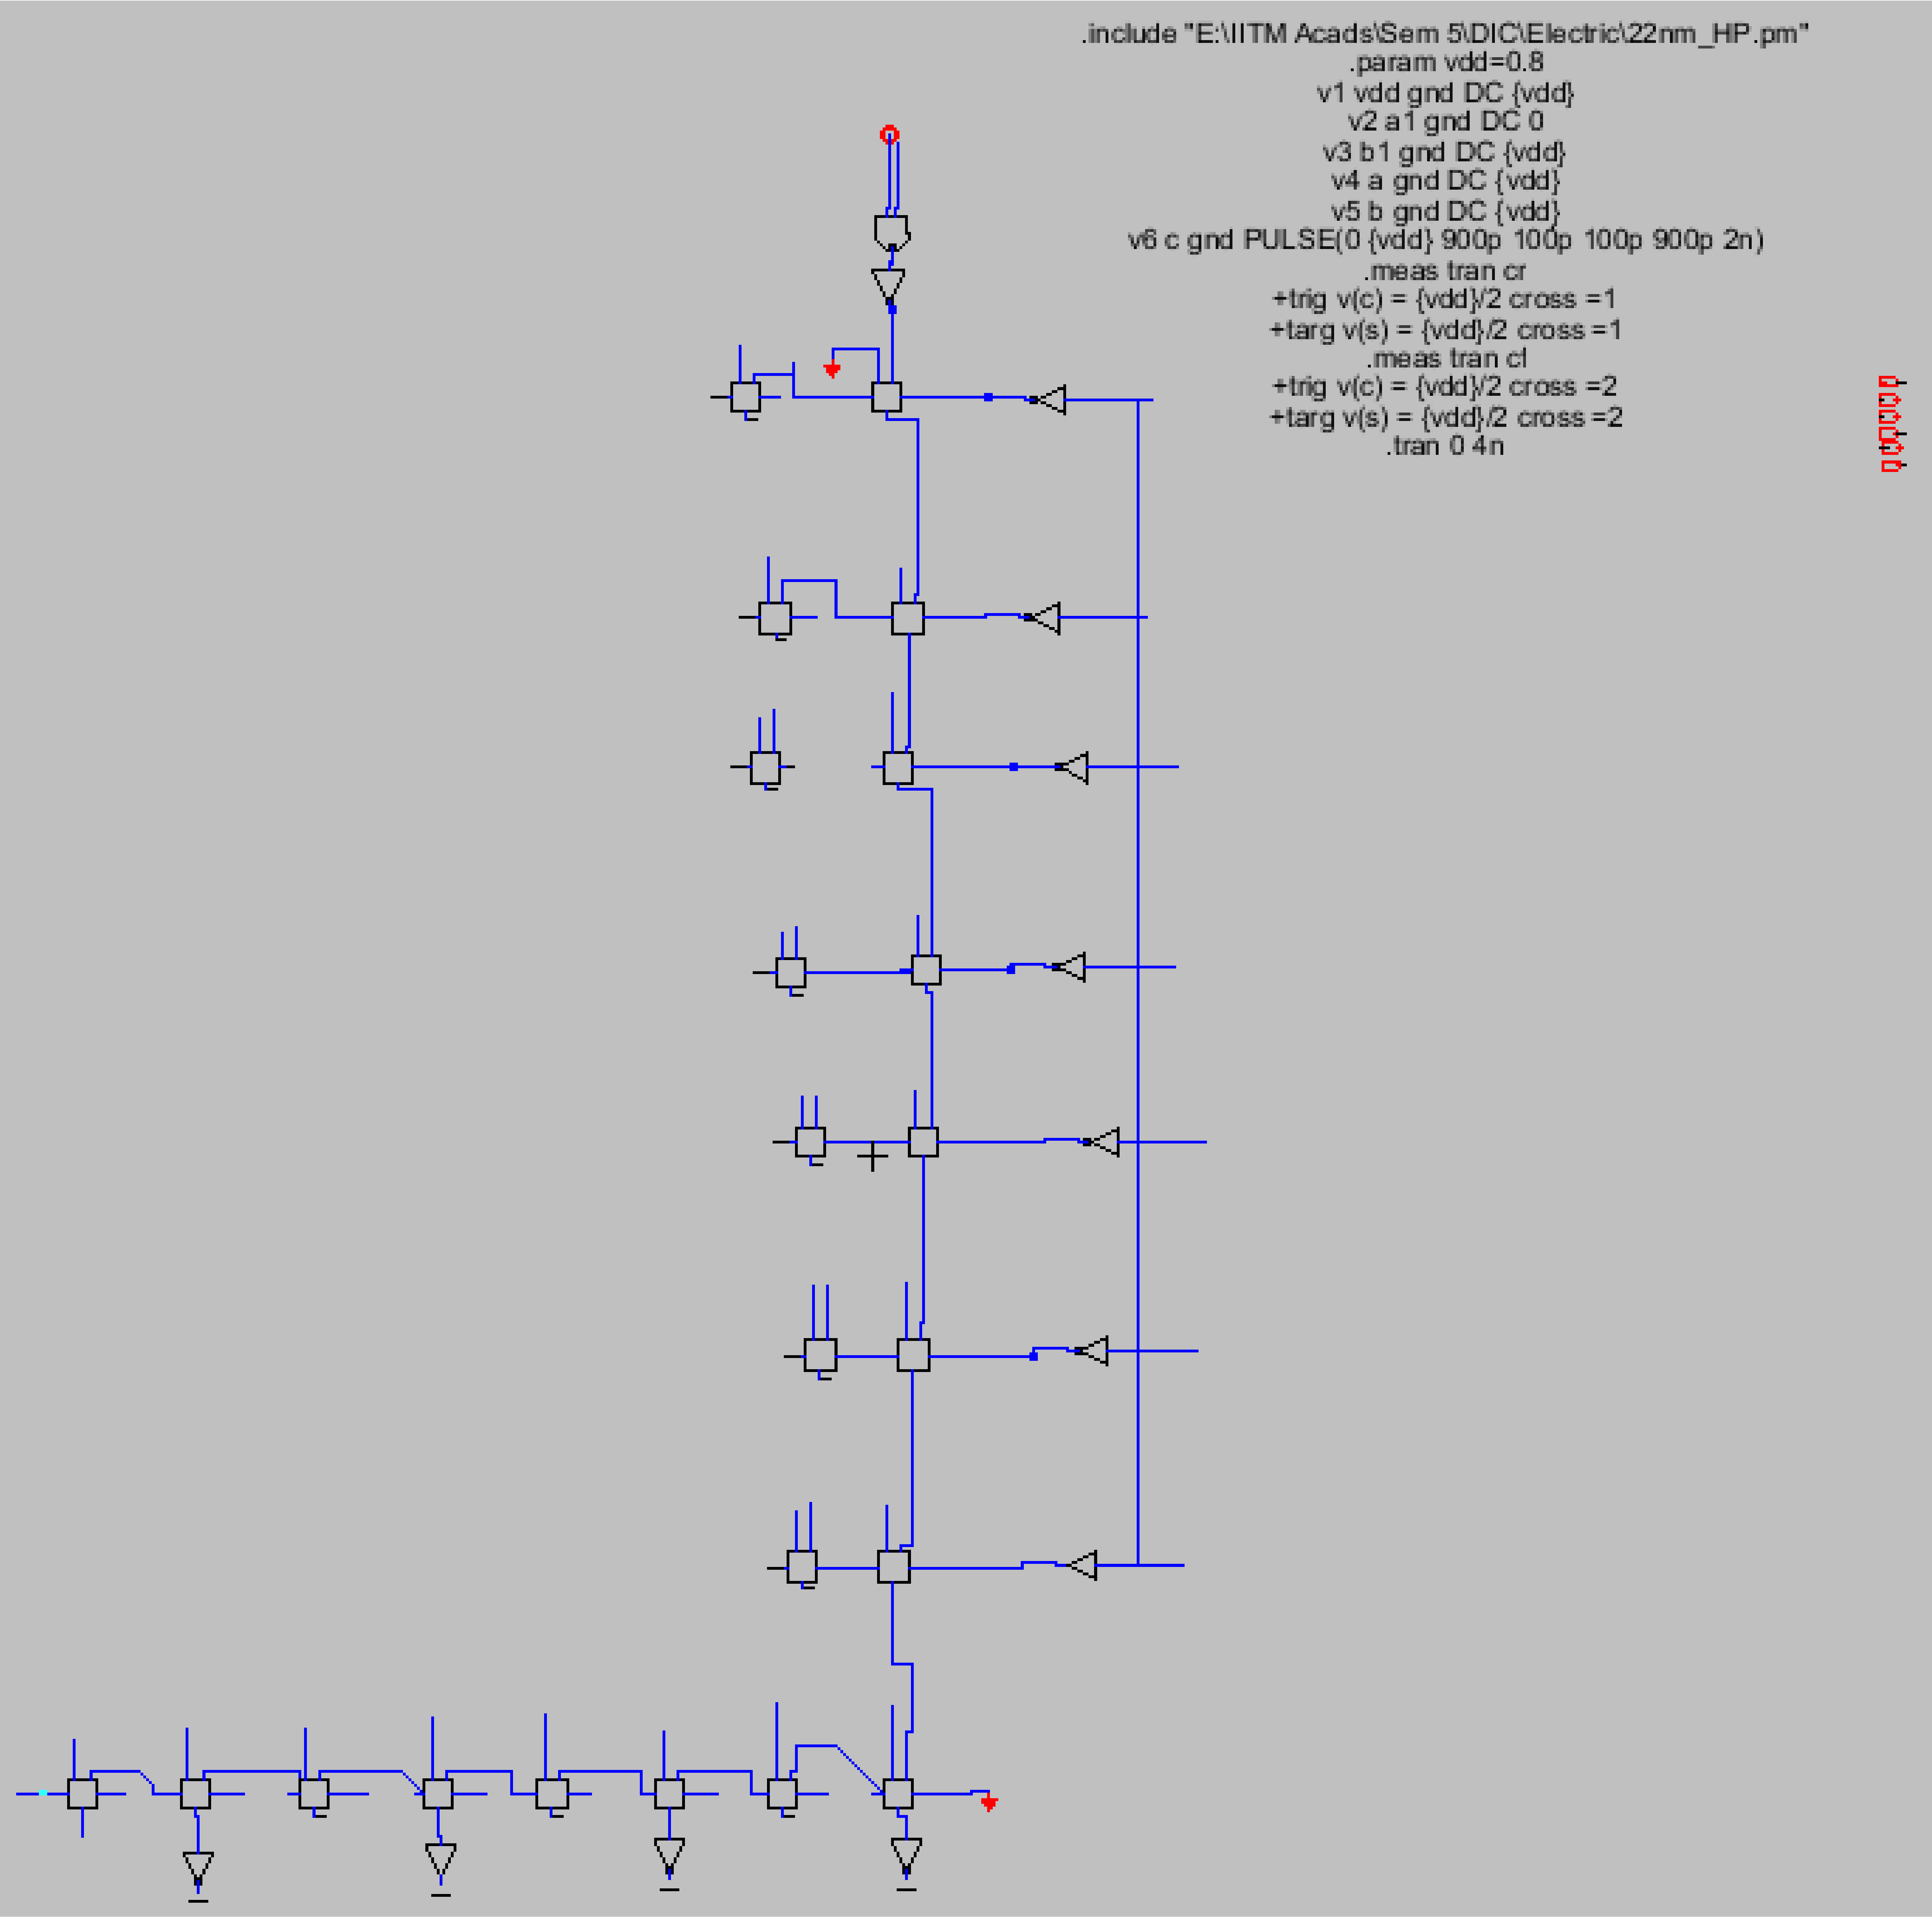 .include "E:\IITM Acads\Sem 5\DIC\Electric\22nm_HP.pm"
.param vdd=0.8
v1 vdd gnd DC {vdd}
v2 a1 gnd DC 0
v3 b1 gnd DC {vdd}
v4 a gnd DC {vdd}
v5 b gnd DC {vdd}
v6 c gnd PULSE(0 {vdd} 900p 100p 100p 900p 2n)
.meas tran cr
+trig v(c) = {vdd}/2 cross =1
+targ v(s) = {vdd}/2 cross =1
.meas tran cf
+trig v(c) = {vdd}/2 cross =2
+targ v(s) = {vdd}/2 cross =2
.tran 0 4n